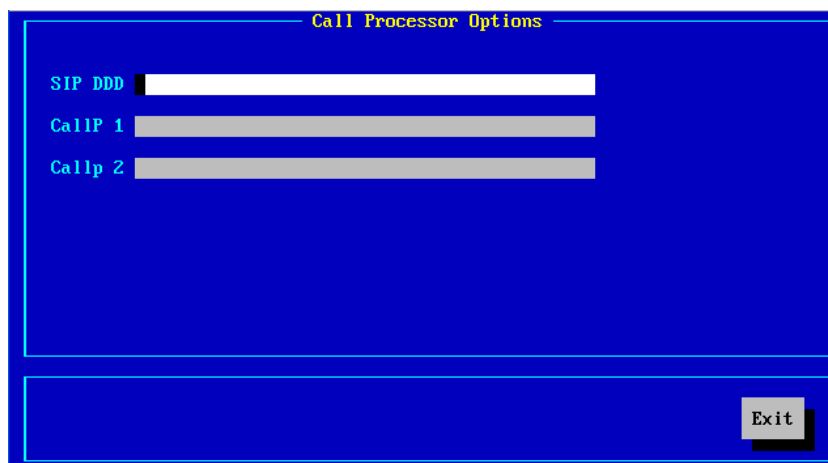 Call Processor Options
SIP DDD
CallP 1
Callp 2
Exit